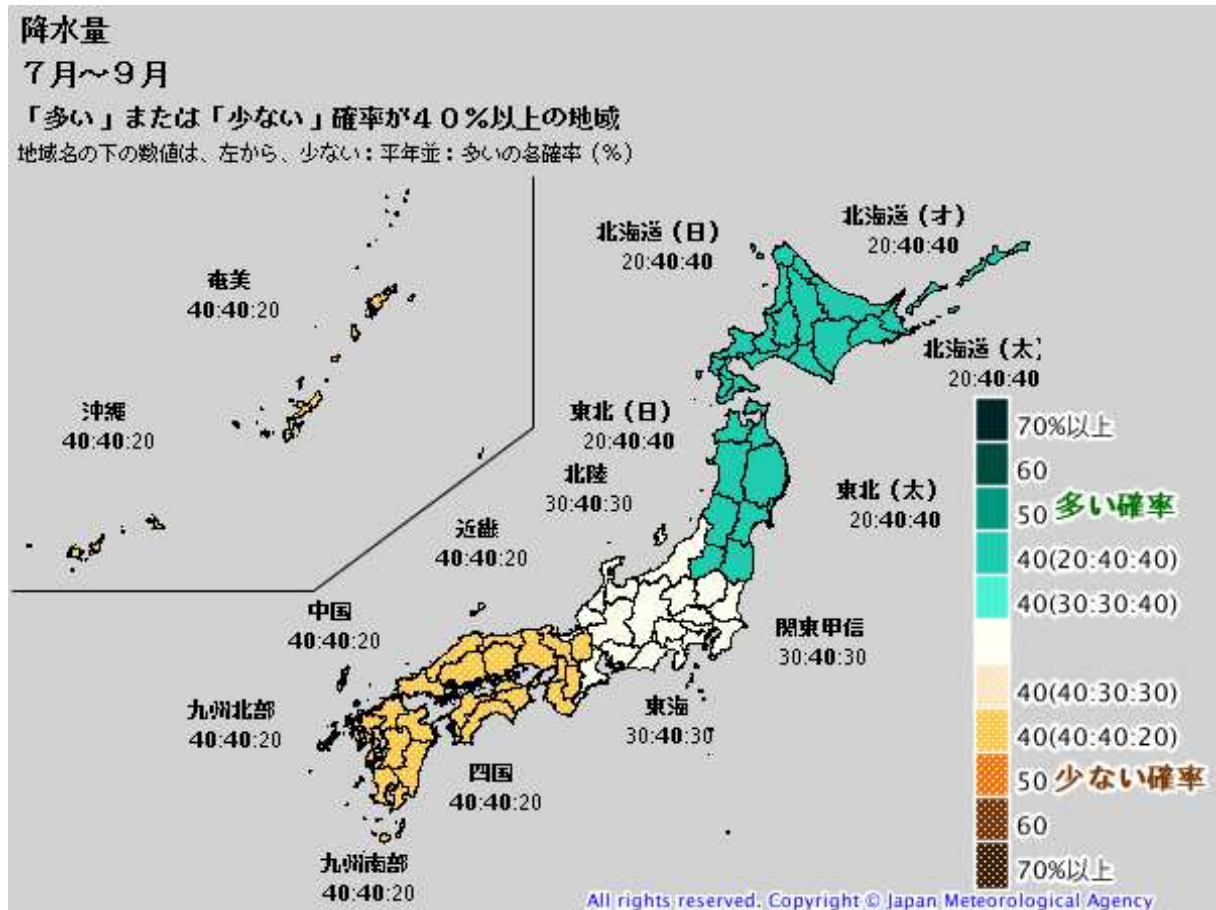 降水量
７月～９月
「多い」または「少ない」確率が４０％以上の地域
地域名の下の数値は、左から、少ない：平年並：多いの各確率（％）
北海道（オ）
20:40:40
北海道（日）
20:40:40
奄美
40:40:20
北海道（太）
20:40:40
沖縄
40:40:20
東北（日）
20:40:40
北陸
30:40:30
東北（太）
20:40:40
近畿
40:40:20
中国
40:40:20
関東甲信
30:40:30
九州北部
40:40:20
東海
30:40:30
四国
40:40:20
九州南部
40:40:20
70%以上
60
50 多い確率
40(20:40:40)
40(30:30:40)
40(40:30:30)
40(40:40:20)
50 少ない確率
60
70%以上
All rights reserved. Copyright © Japan Meteorological Agency